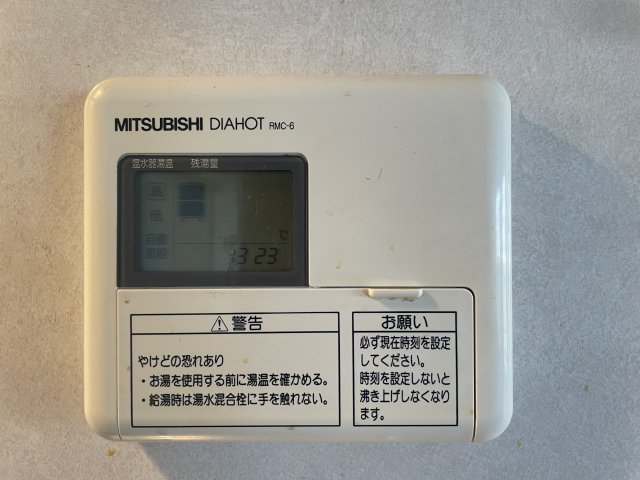 MITSUBISHI DIAHOT RMC-6
温水器湯温 残湯量
高
低
℃
13 23
⚠警告
やけどの恐れあり
・お湯を使用する前に湯温を確かめる。
・給湯時は湯水混合栓に手を触れない。
お願い
必ず現在時刻を設定
してください。
時刻を設定しないと
沸き上げしなくなり
ます。